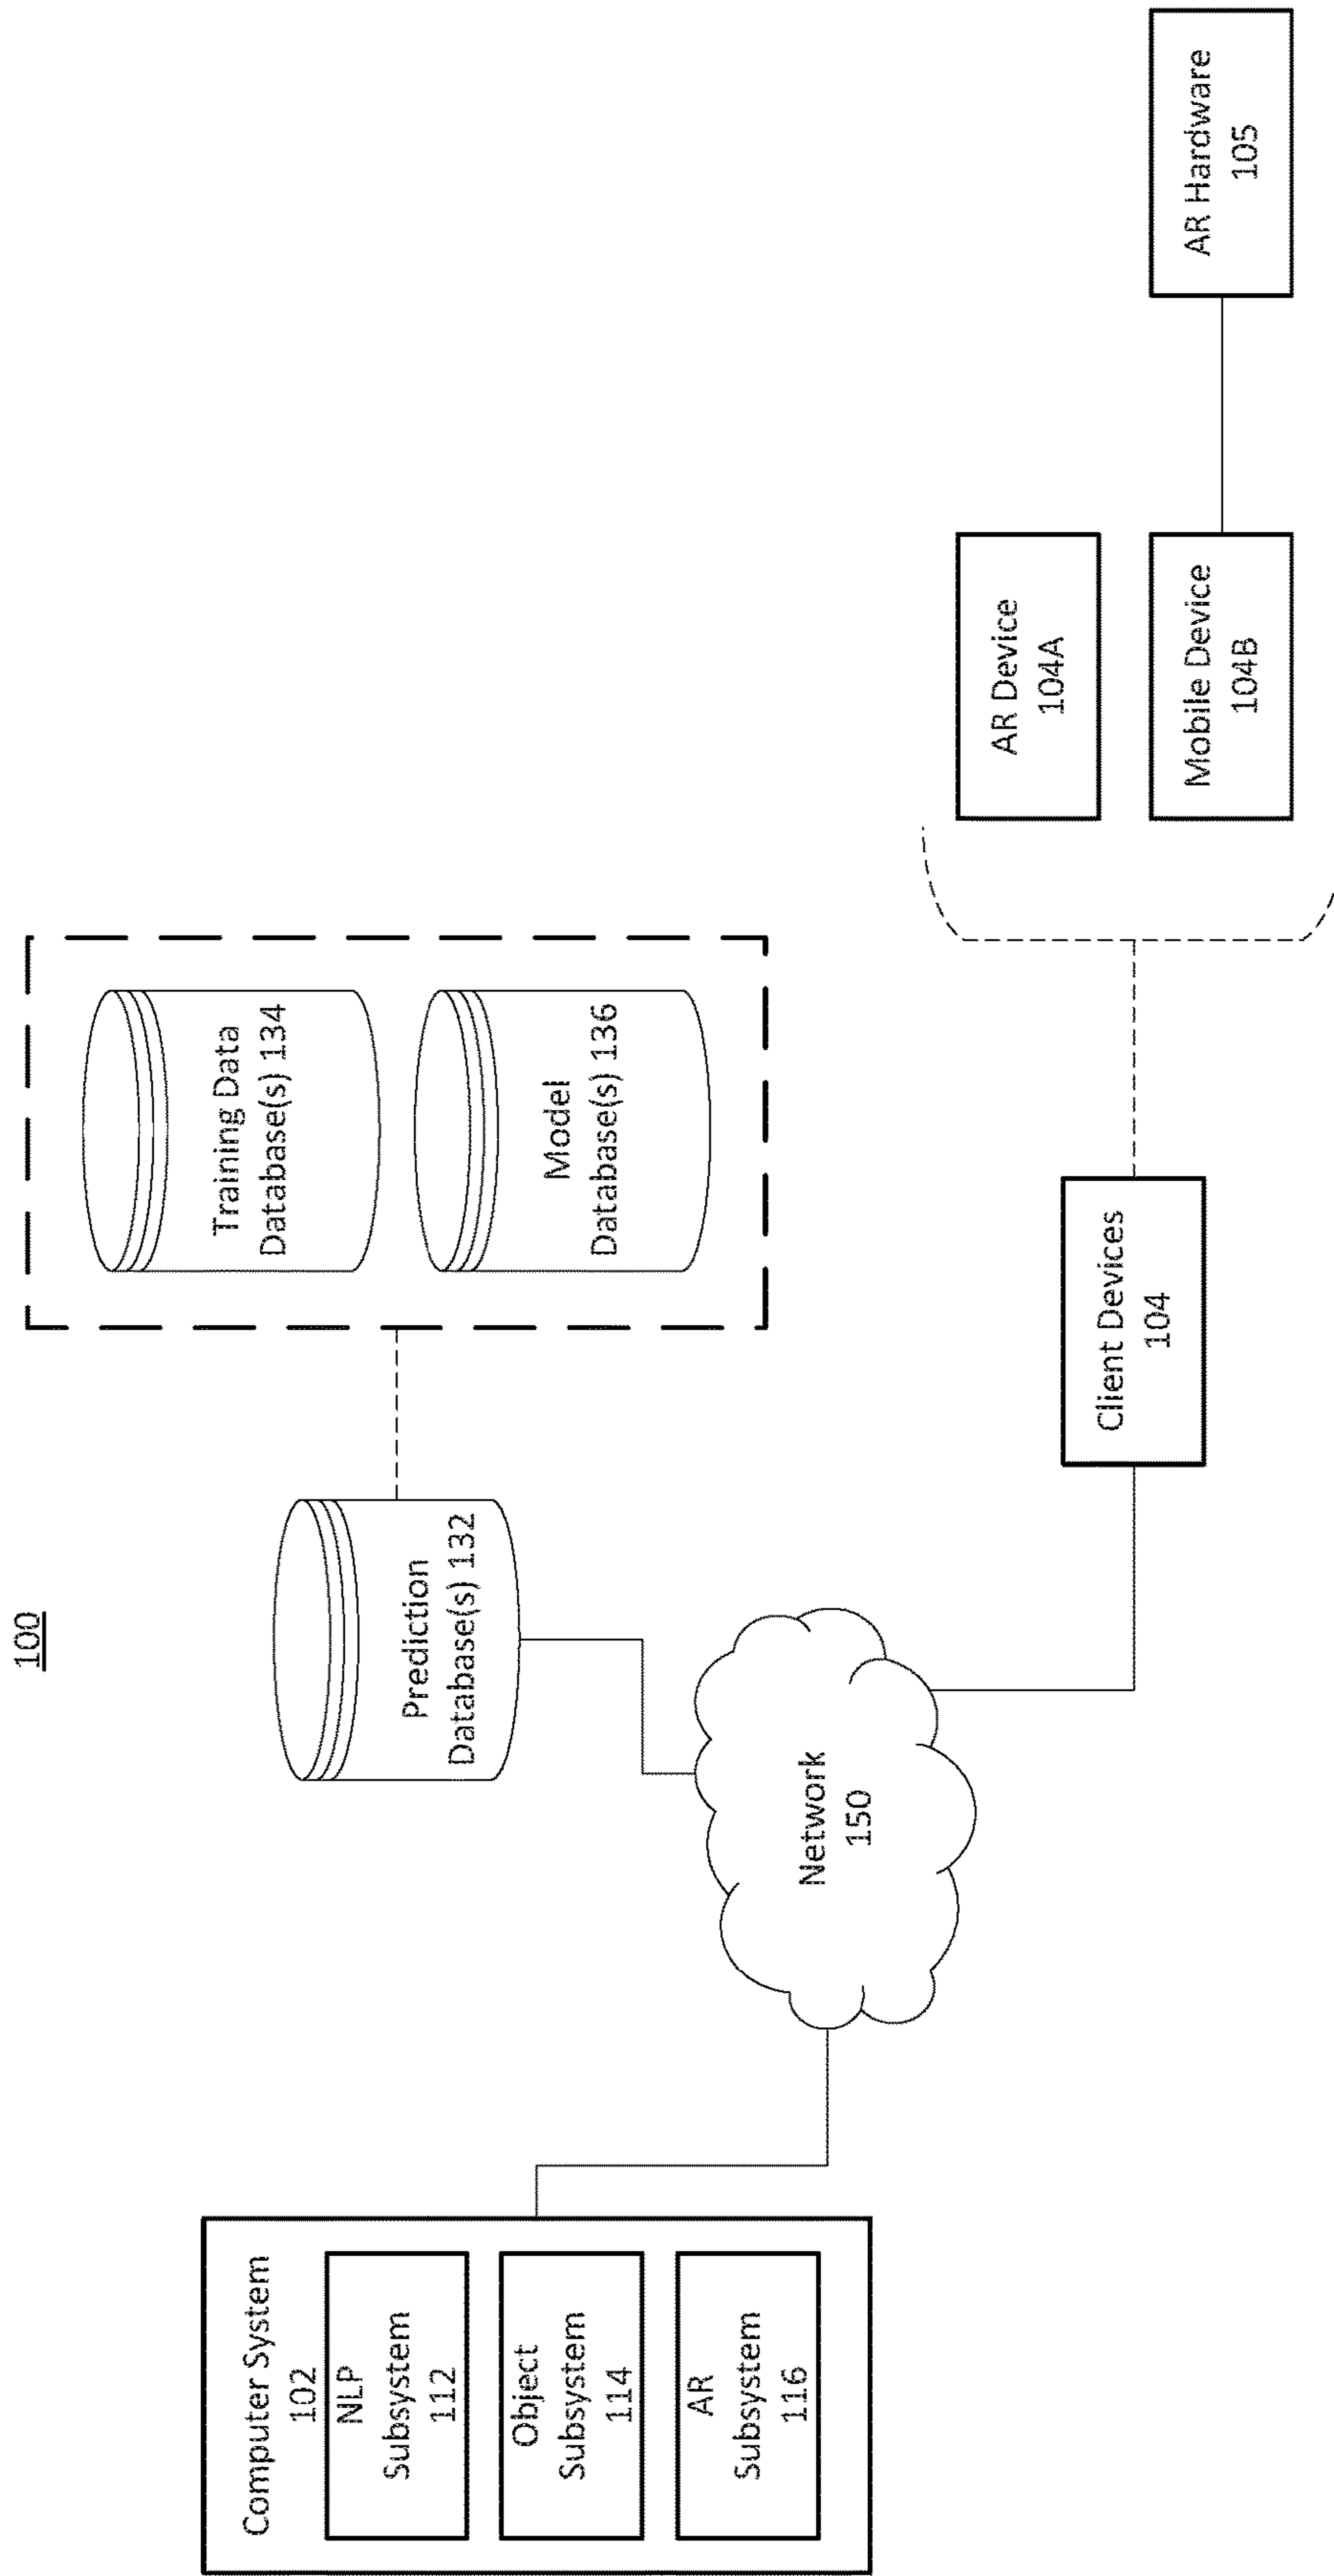 100
Computer System
102
NLP
Subsystem
112
Object
Subsystem
114
AR
Subsystem
116
Prediction
Database(s) 132
Training Data
Database(s) 134
Model
Database(s) 136
Network
150
Client Devices
104
AR Device
104A
Mobile Device
104B
AR Hardware
105